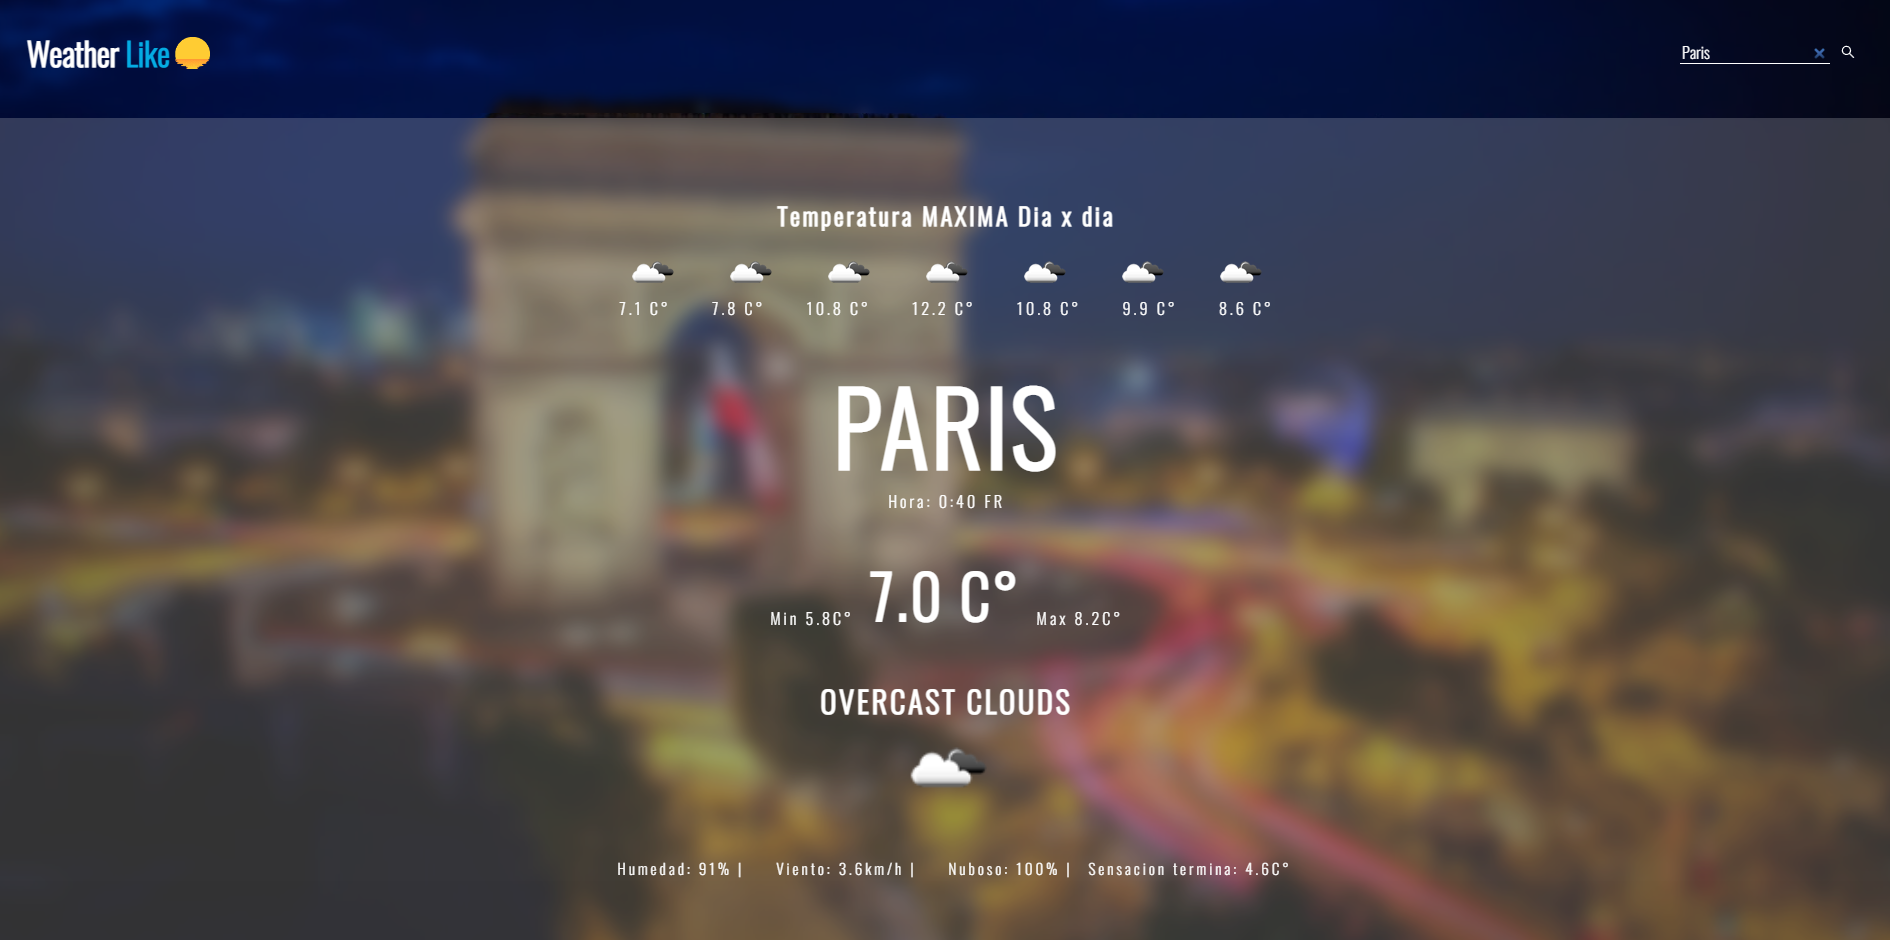 Weather Like
Paris
Temperatura MAXIMA Dia x dia
7.1 C° 7.8 C° 10.8 C° 12.2 C° 10.8 C° 9.9 C° 8.6 C°
PARIS
Hora: 0:40 FR
Min 5.8C° 7.0 C° Max 8.2C°
OVERCAST CLOUDS
Humedad: 91% | Viento: 3.6km/h | Nuboso: 100% | Sensacion termina: 4.6C°